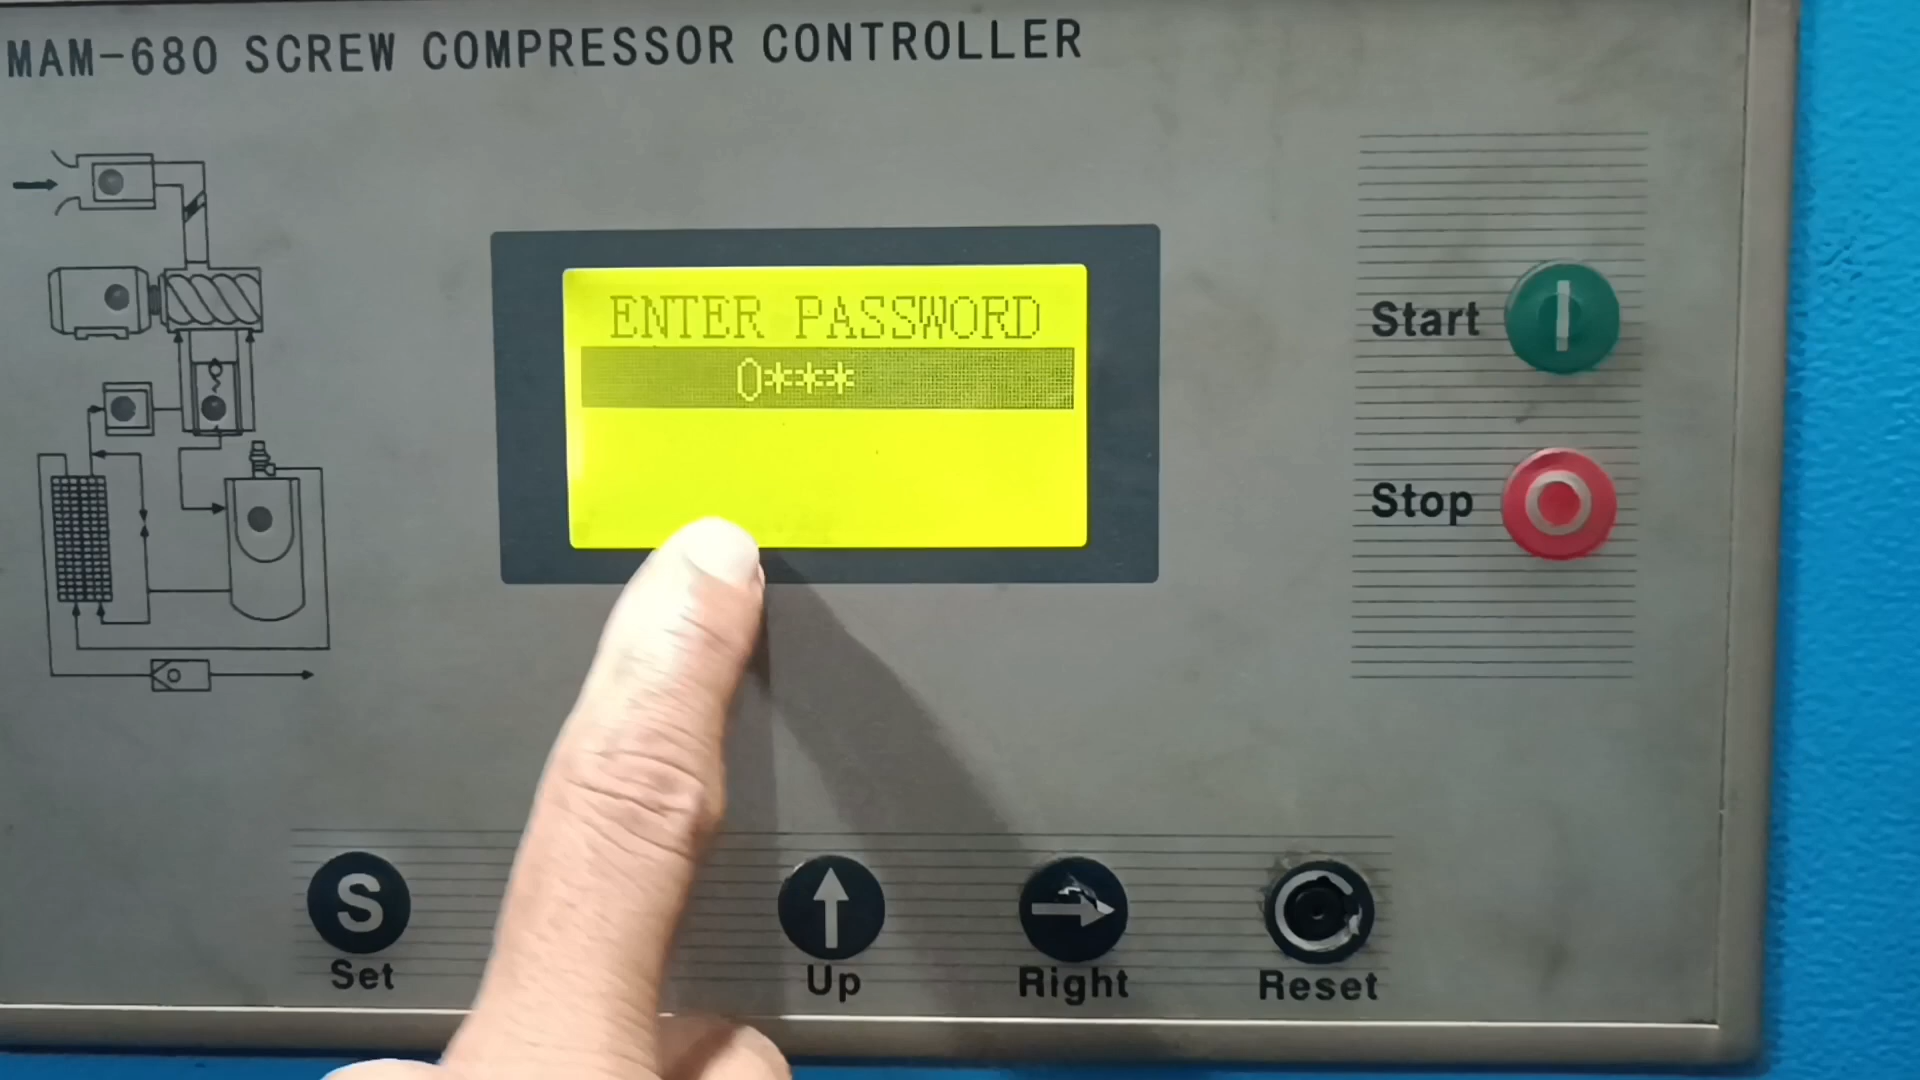 MAM-680 SCREW COMPRESSOR CONTROLLER
ENTER PASSWORD
0***
Start
Stop
S
Set
Up
Right
Reset